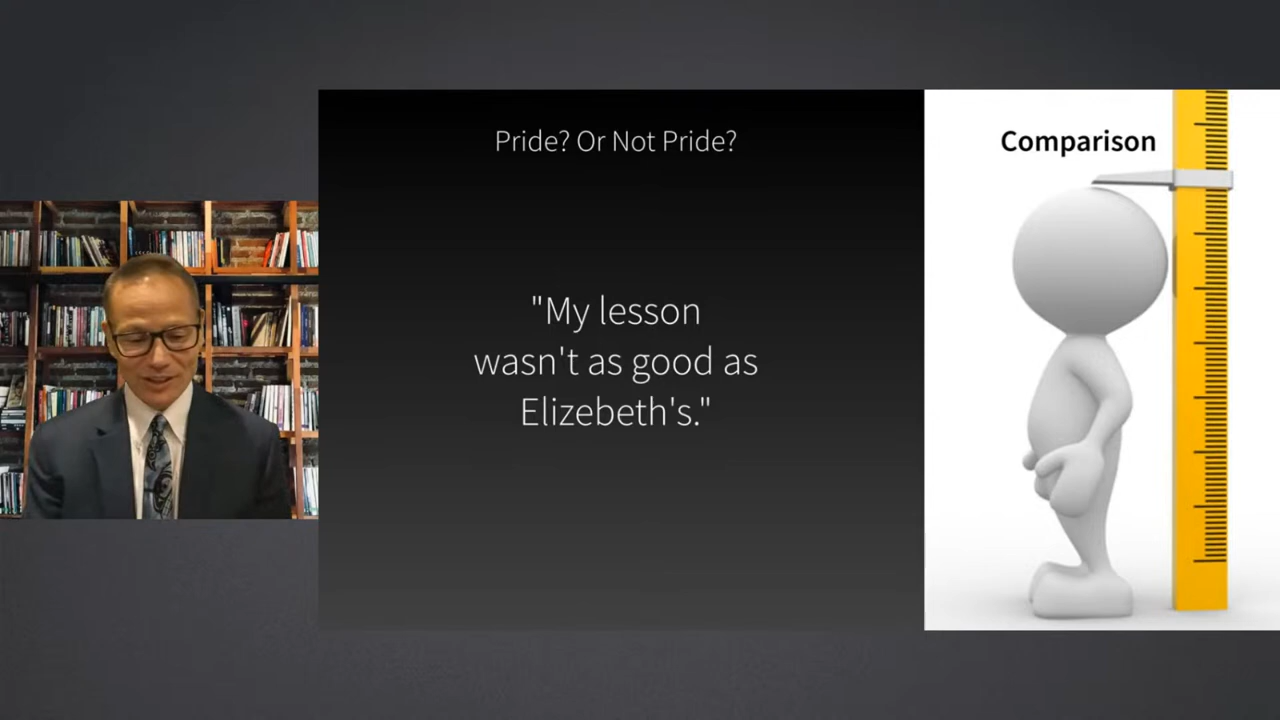 Pride? Or Not Pride?
"My lesson
wasn't as good as
Elizebeth's."
Comparison